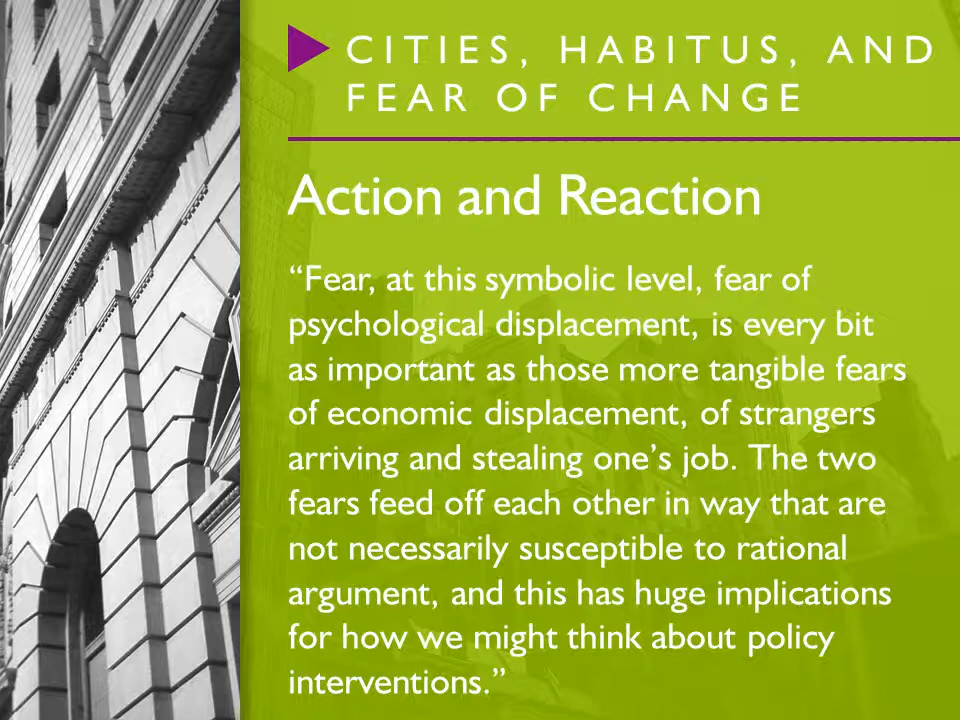 CITIES, HABITUS, AND
FEAR OF CHANGE
Action and Reaction
“Fear, at this symbolic level, fear of
psychological displacement, is every bit
as important as those more tangible fears
of economic displacement, of strangers
arriving and stealing one’s job. The two
fears feed off each other in way that are
not necessarily susceptible to rational
argument, and this has huge implications
for how we might think about policy
interventions.”